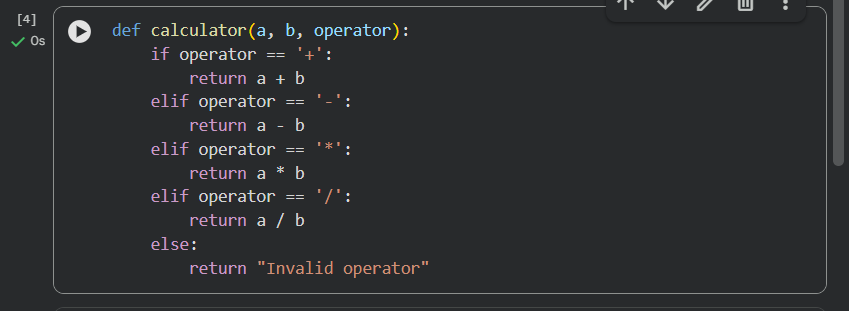 [4]
0s
def calculator(a, b, operator):
    if operator == '+':
        return a + b
    elif operator == '-':
        return a - b
    elif operator == '*':
        return a * b
    elif operator == '/':
        return a / b
    else:
        return "Invalid operator"